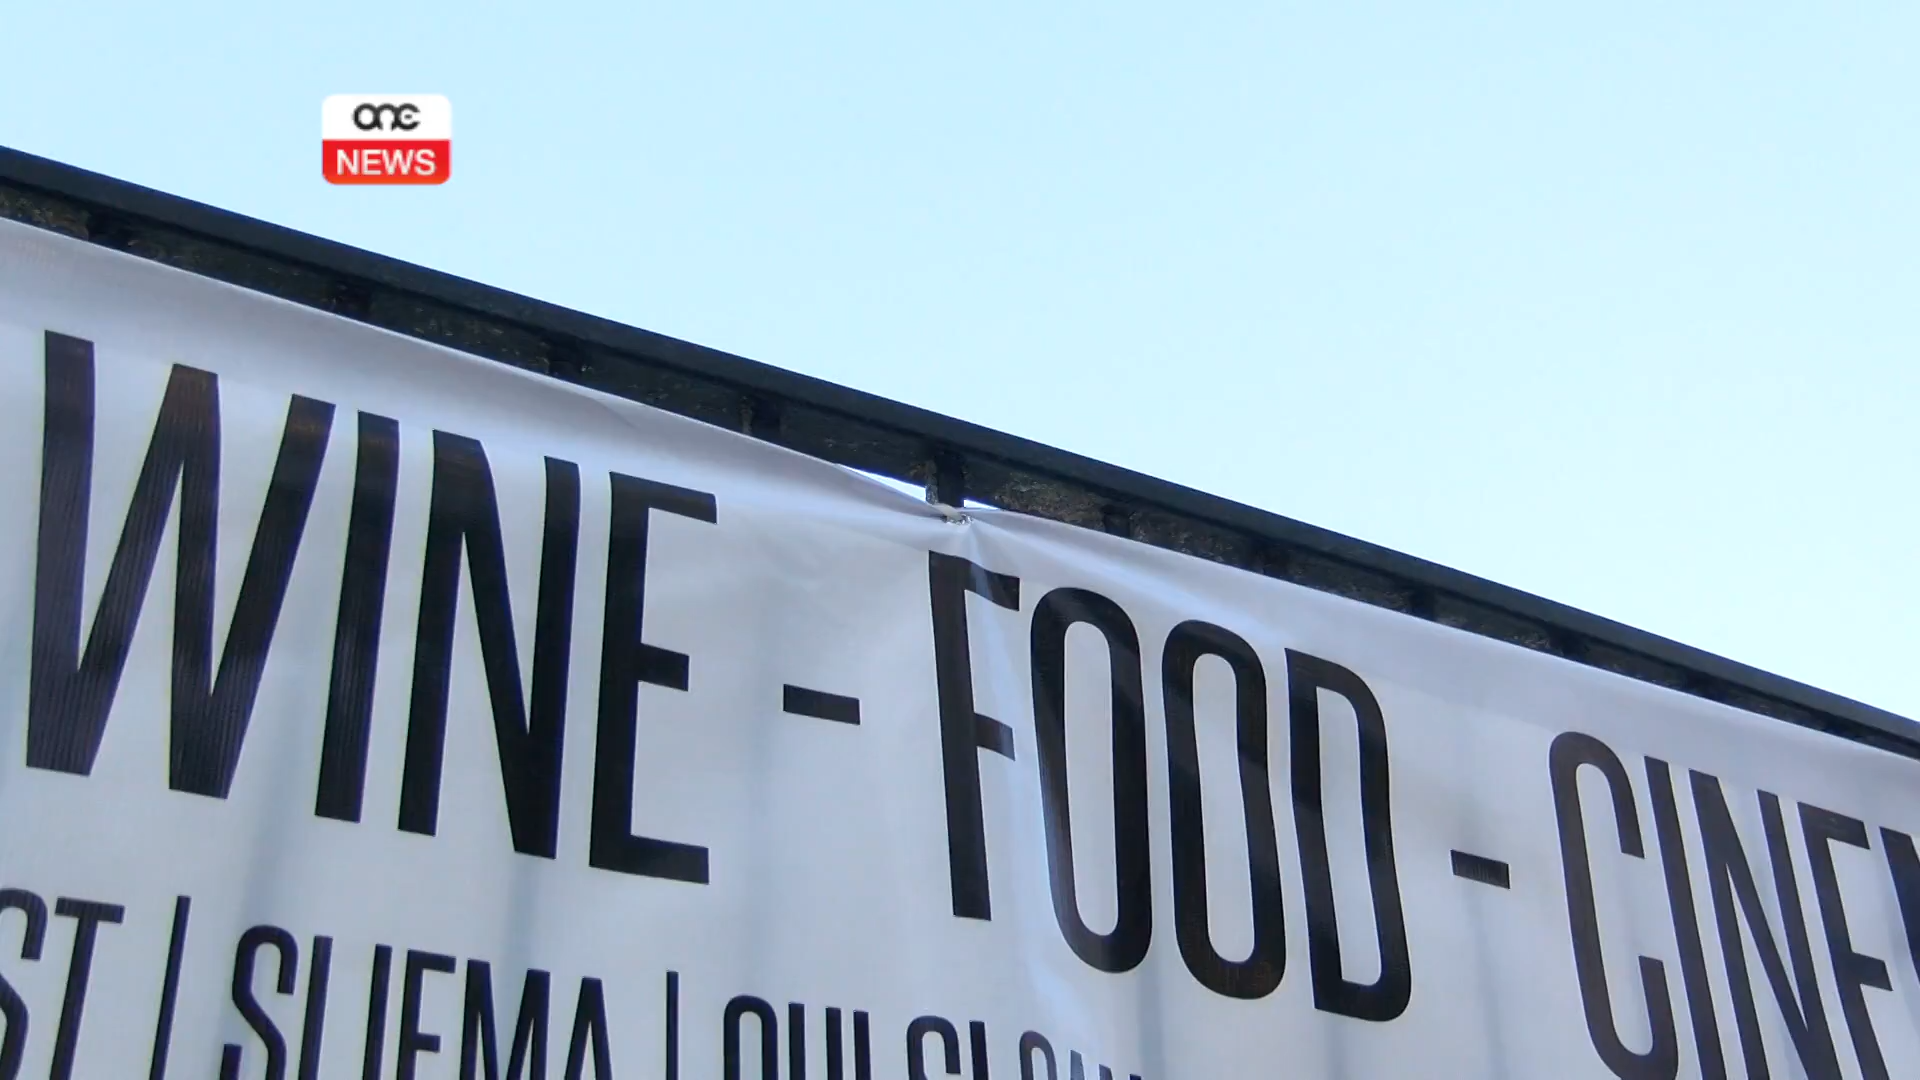 one
NEWS
WINE - FOOD - CINE
ST | SLIEMA |